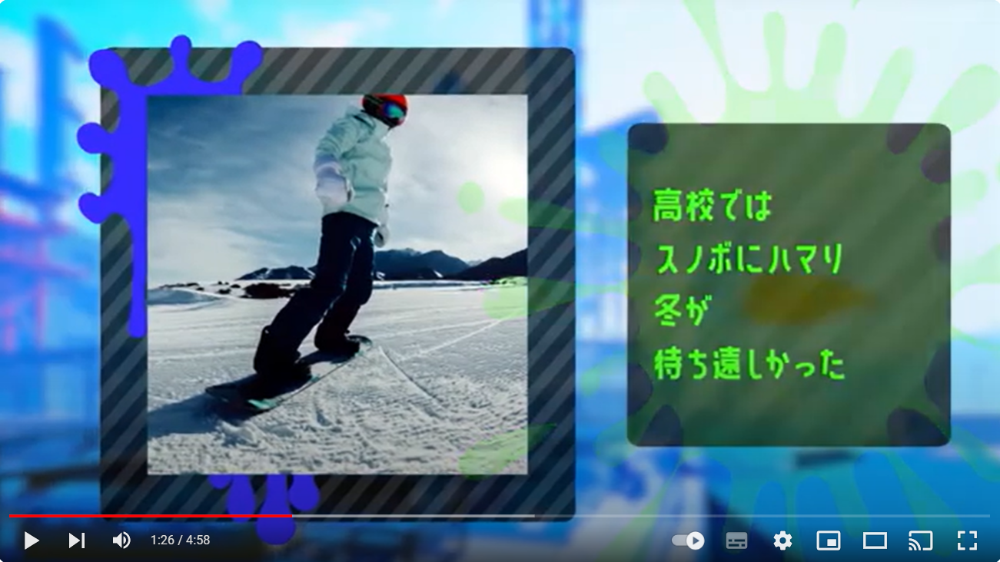 高校では
スノボにハマり
冬が
待ち遠しかった
1:26 / 4:58